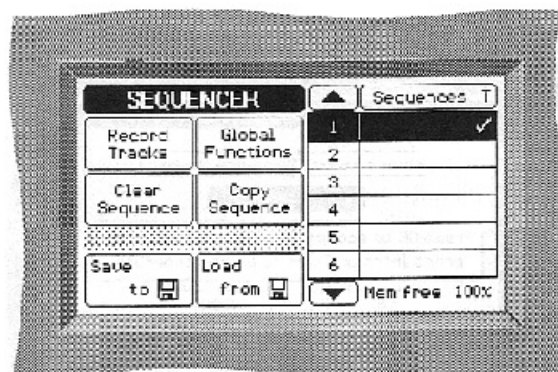 SEQUENCER
Record
Tracks
Global
Functions
Clear
Sequence
Copy
Sequence
Save
to
Load
from
Sequences T
1
2
3
4
5
6
Mem free 100%